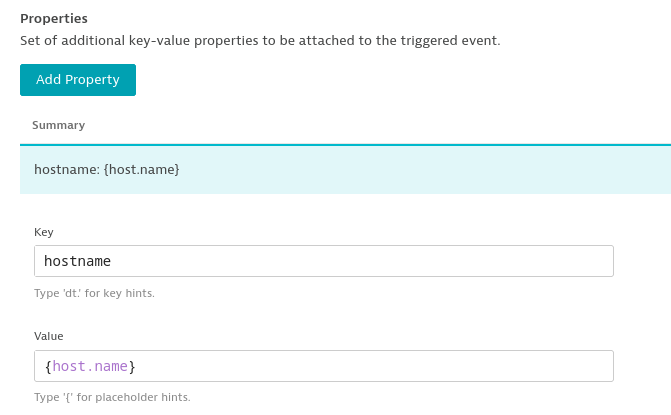 Properties
Set of additional key-value properties to be attached to the triggered event.
Add Property
Summary
hostname: {host.name}
Key
hostname
Type 'dt.' for key hints.
Value
{host.name}
Type '{' for placeholder hints.